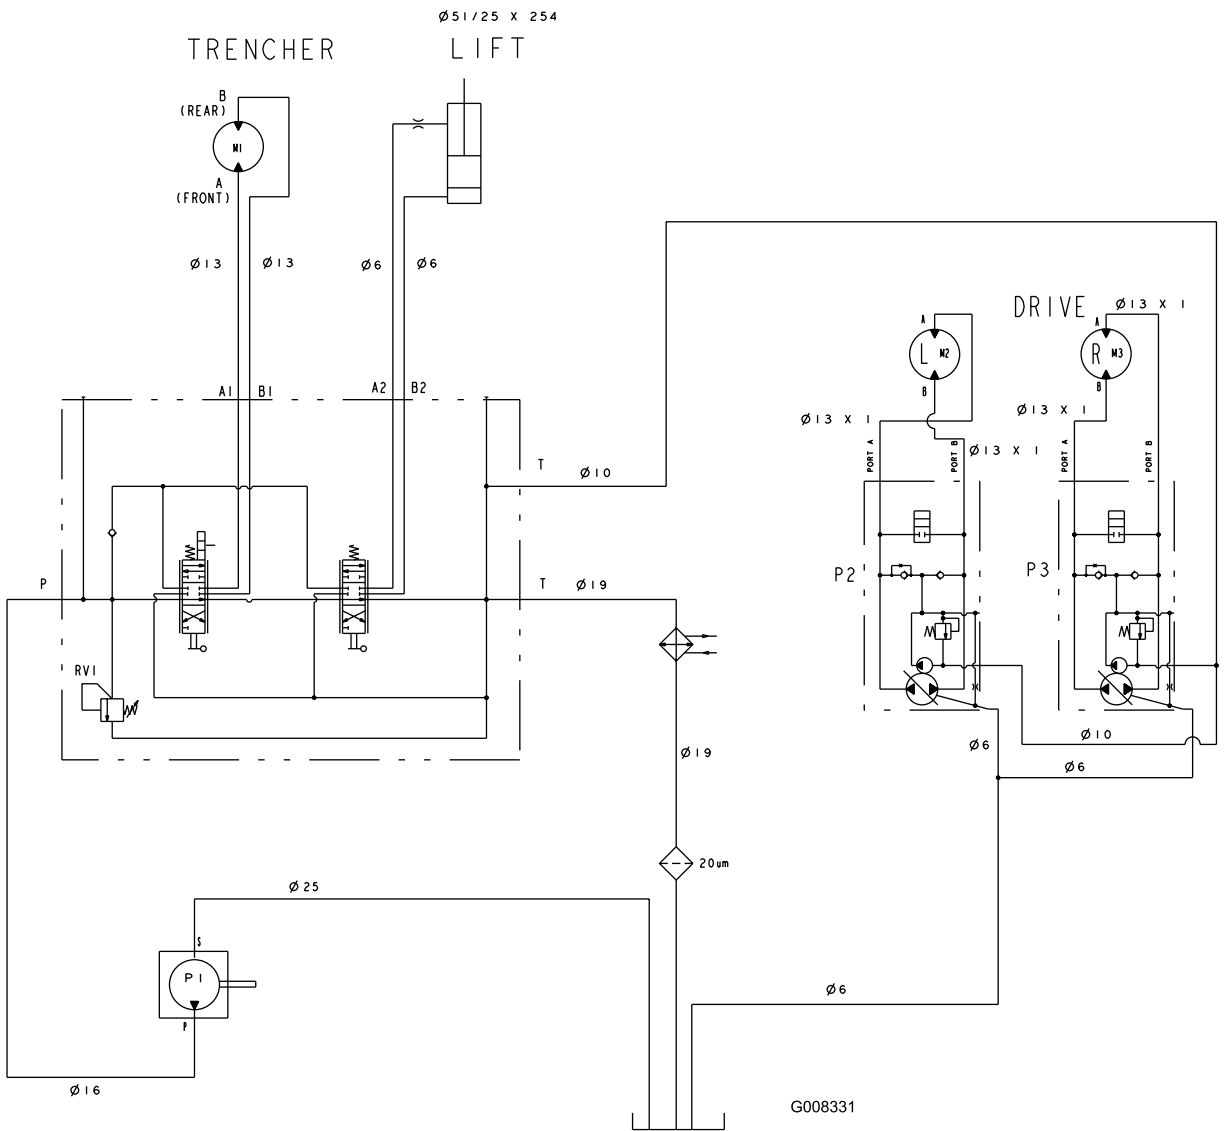 Ø51/25 X 254
TRENCHER
LIFT
B
(REAR)
M1
A
(FRONT)
Ø13
Ø13
Ø6
Ø6
DRIVE
Ø13 X 1
A
L M2
B
A
R M3
B
A1
B1
A2
B2
Ø13 X 1
Ø13 X 1
Ø13 X 1
PORT A
PORT B
PORT A
PORT B
T
Ø10
P
T
Ø19
P2
P3
RV1
Ø19
Ø6
Ø10
Ø6
20um
Ø25
S
P1
P
Ø6
Ø16
G008331